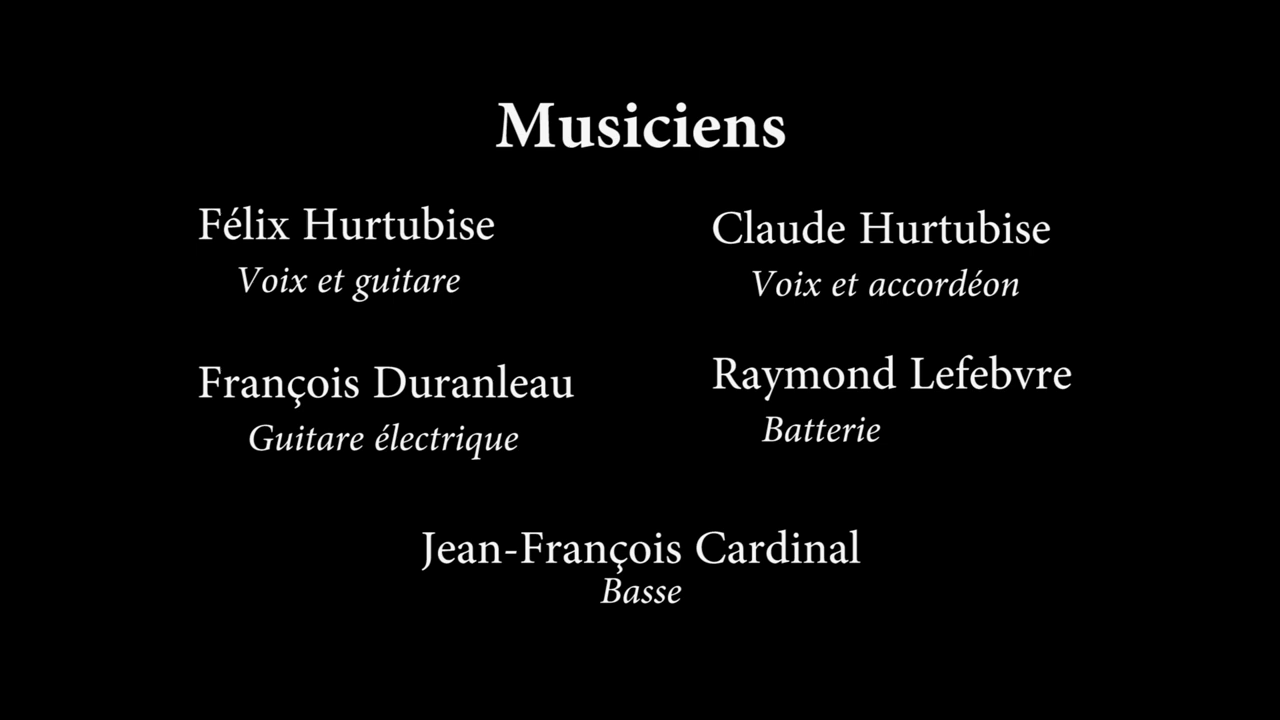 Musiciens
Félix Hurtubise
Voix et guitare
Claude Hurtubise
Voix et accordéon
François Duranleau
Guitare électrique
Raymond Lefebvre
Batterie
Jean-François Cardinal
Basse